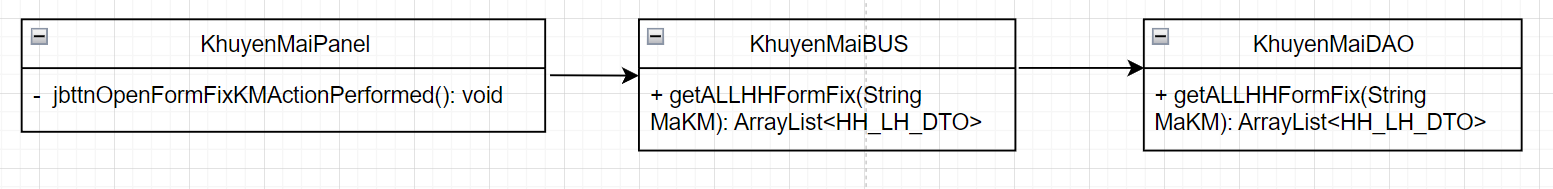 KhuyenMaiPanel
- jbttnOpenFormFixKMActionPerformed(): void
KhuyenMaiBUS
+ getALLHHFormFix(String
MaKM): ArrayList<HH_LH_DTO>
KhuyenMaiDAO
+ getALLHHFormFix(String
MaKM): ArrayList<HH_LH_DTO>